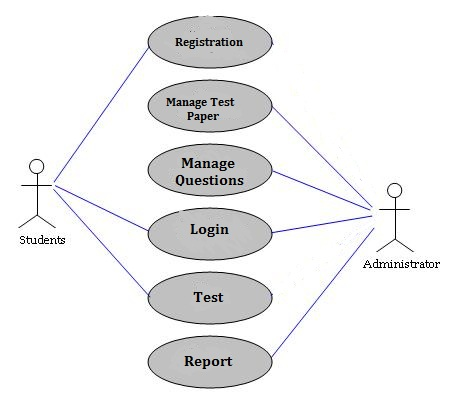 Registration
Manage Test
Paper
Manage
Questions
Login
Students
Administrator
Test
Report